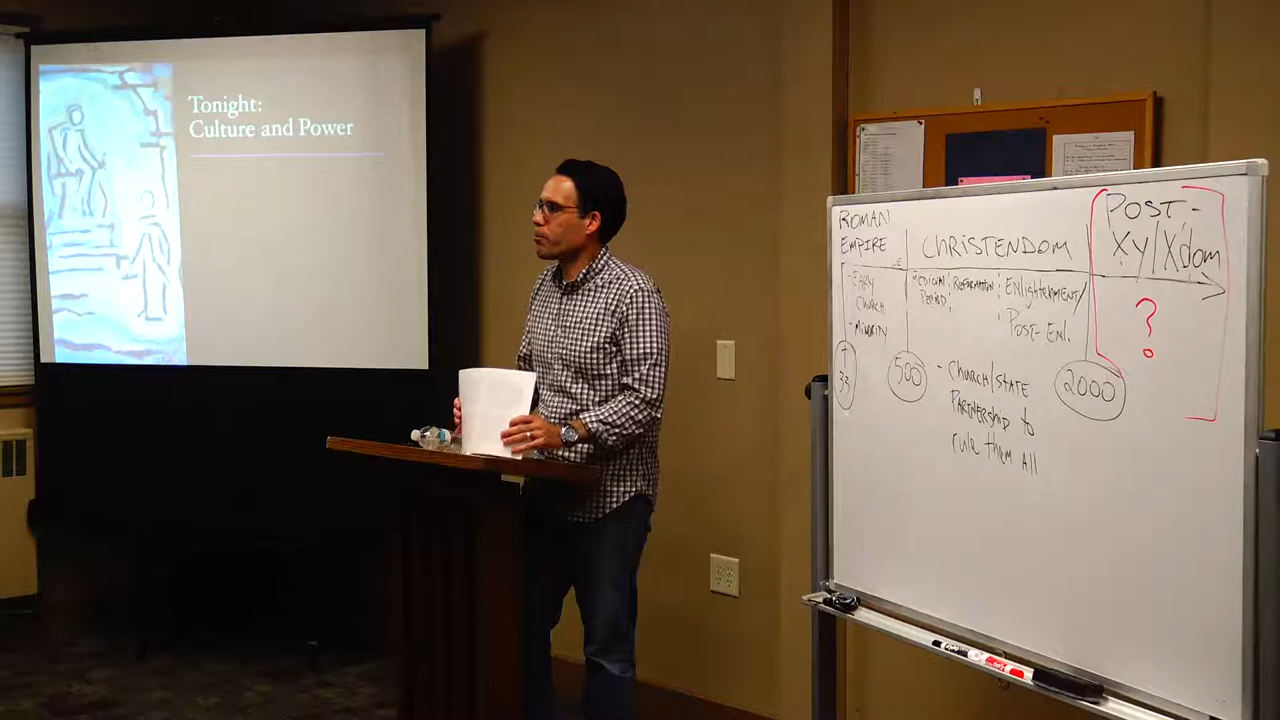 Tonight:
Culture and Power
ROMAN
EMPIRE
CHRISTENDOM
POST-
Xy/Xdom
- EARLY
CHURCH
MEDIEVAL
PERIOD
REFORMATION
ENLIGHTENMENT/
POST-ENL.
?
33
500
2000
- CHURCH/STATE
PARTNERSHIP to
rule them All